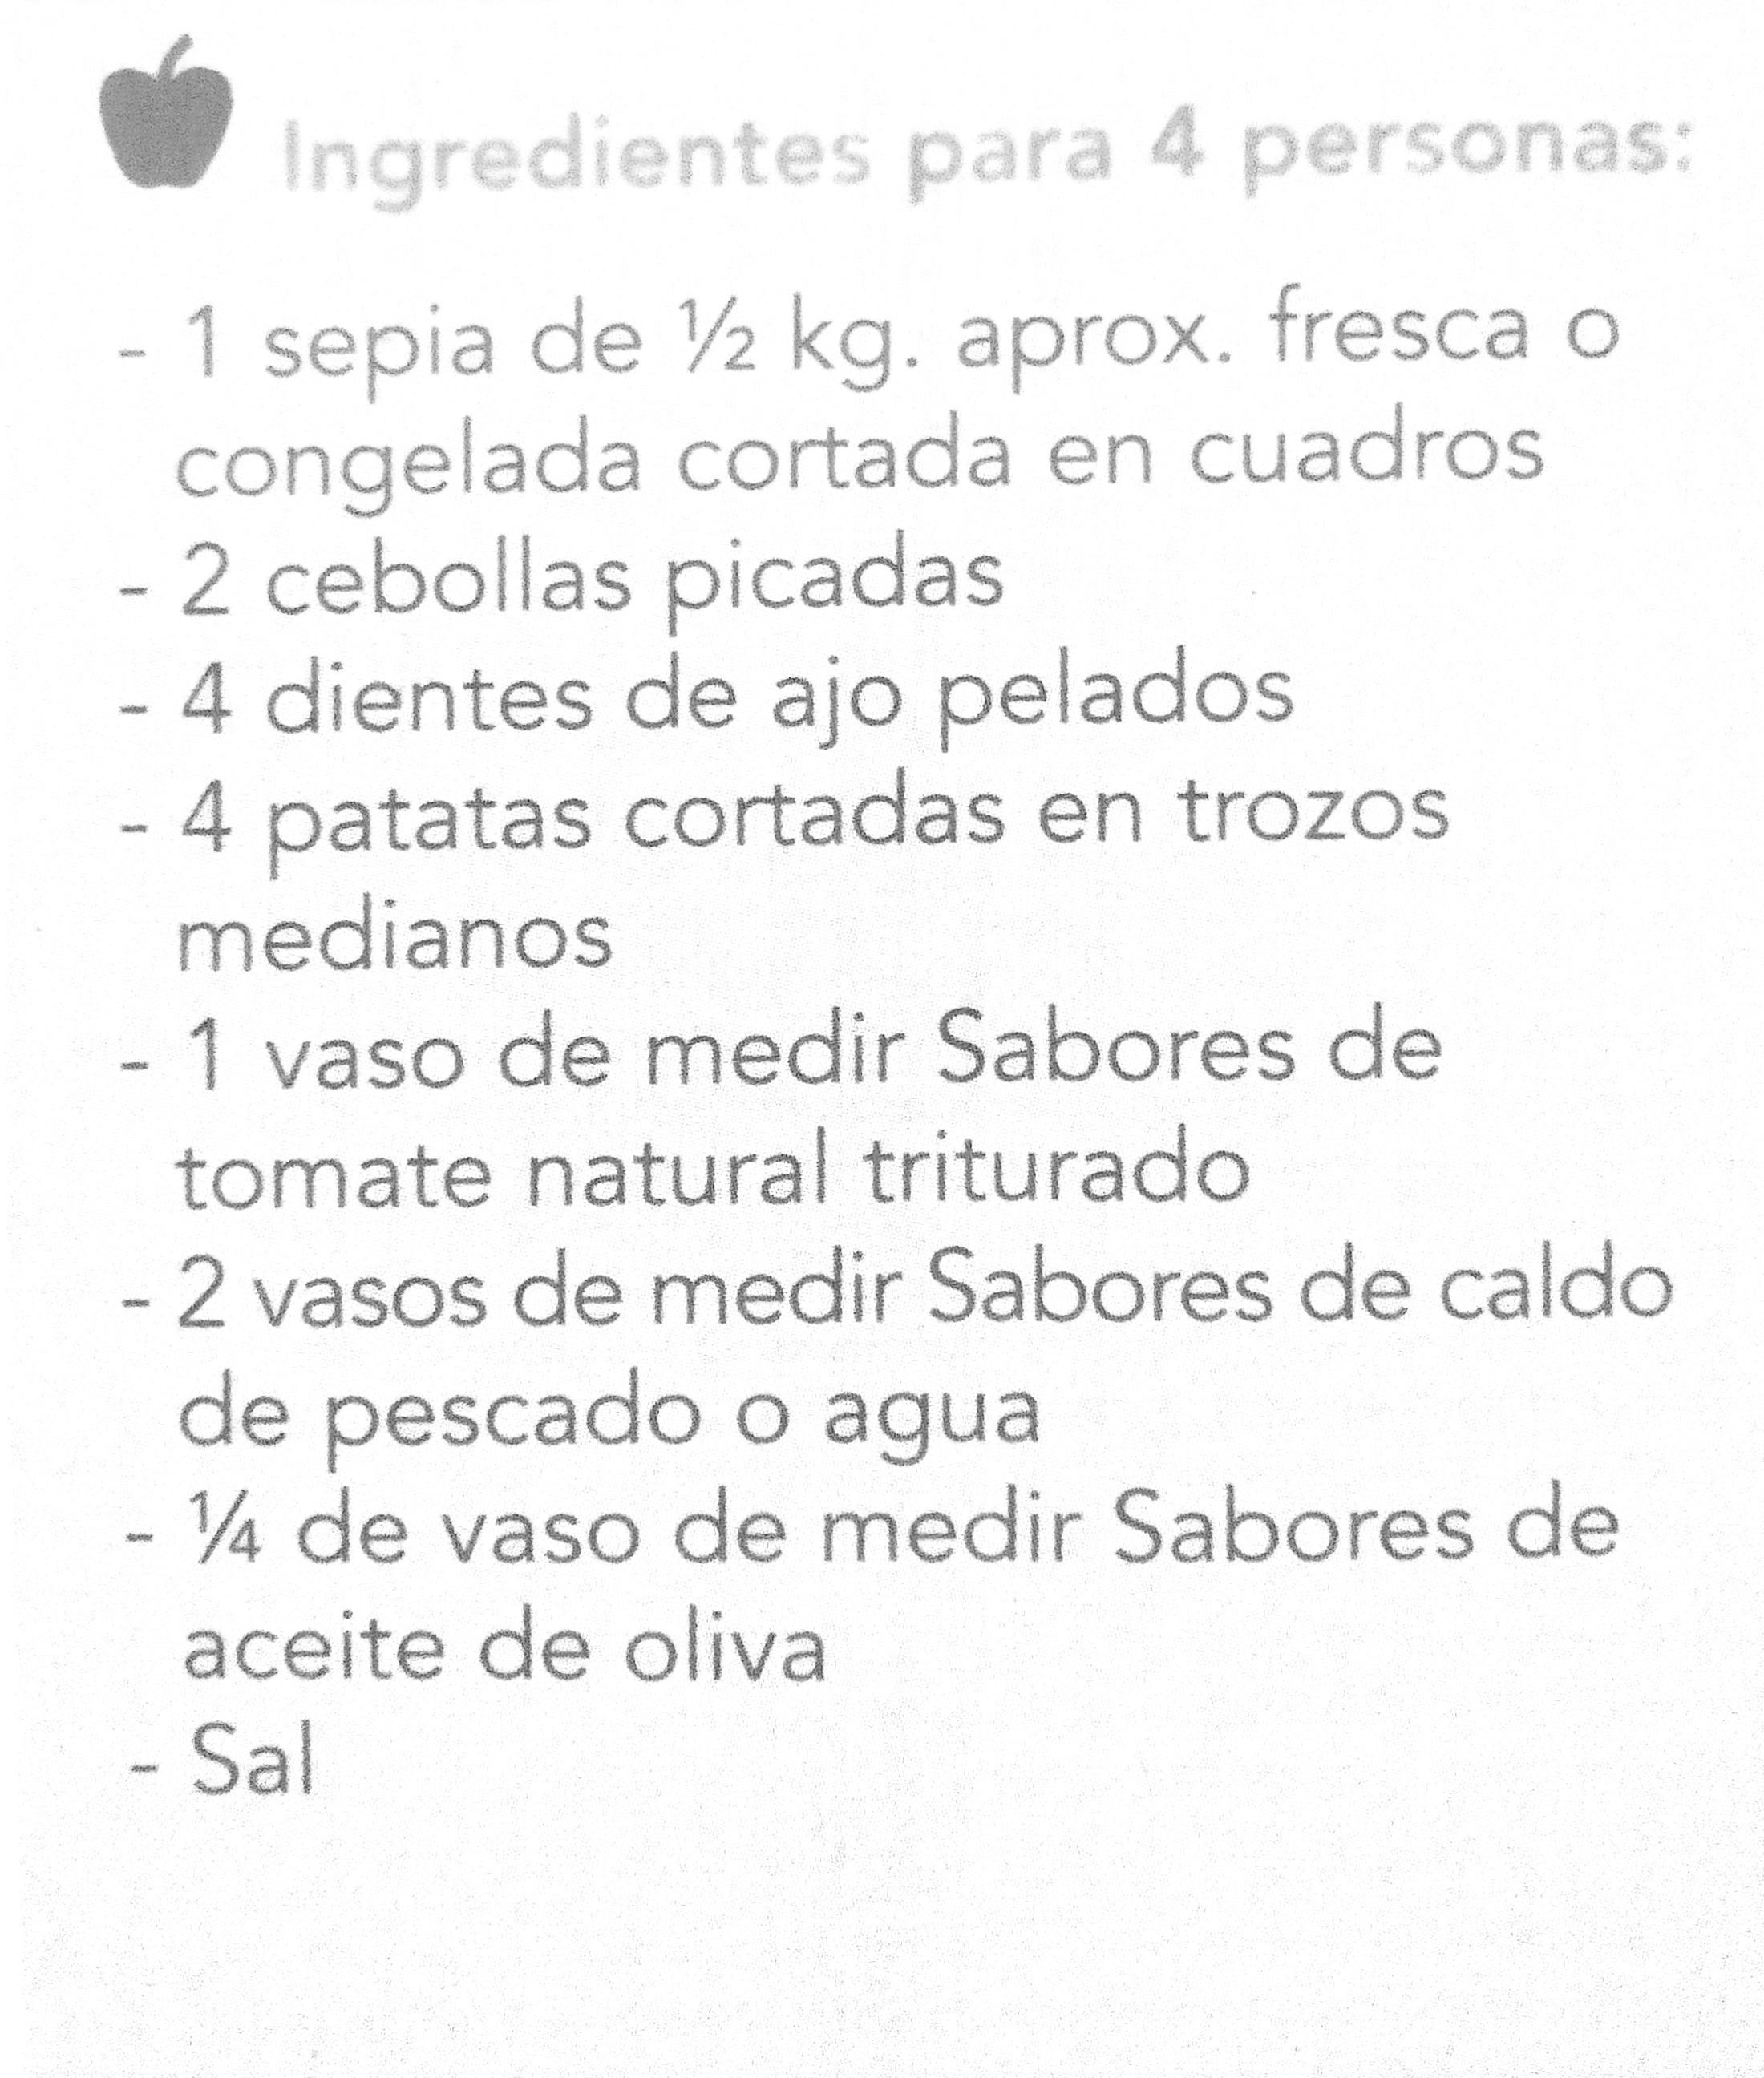 Ingredientes para 4 personas:
- 1 sepia de ½ kg. aprox. fresca o
congelada cortada en cuadros
- 2 cebollas picadas
- 4 dientes de ajo pelados
- 4 patatas cortadas en trozos
medianos
- 1 vaso de medir Sabores de
tomate natural triturado
- 2 vasos de medir Sabores de caldo
de pescado o agua
- ¼ de vaso de medir Sabores de
aceite de oliva
- Sal